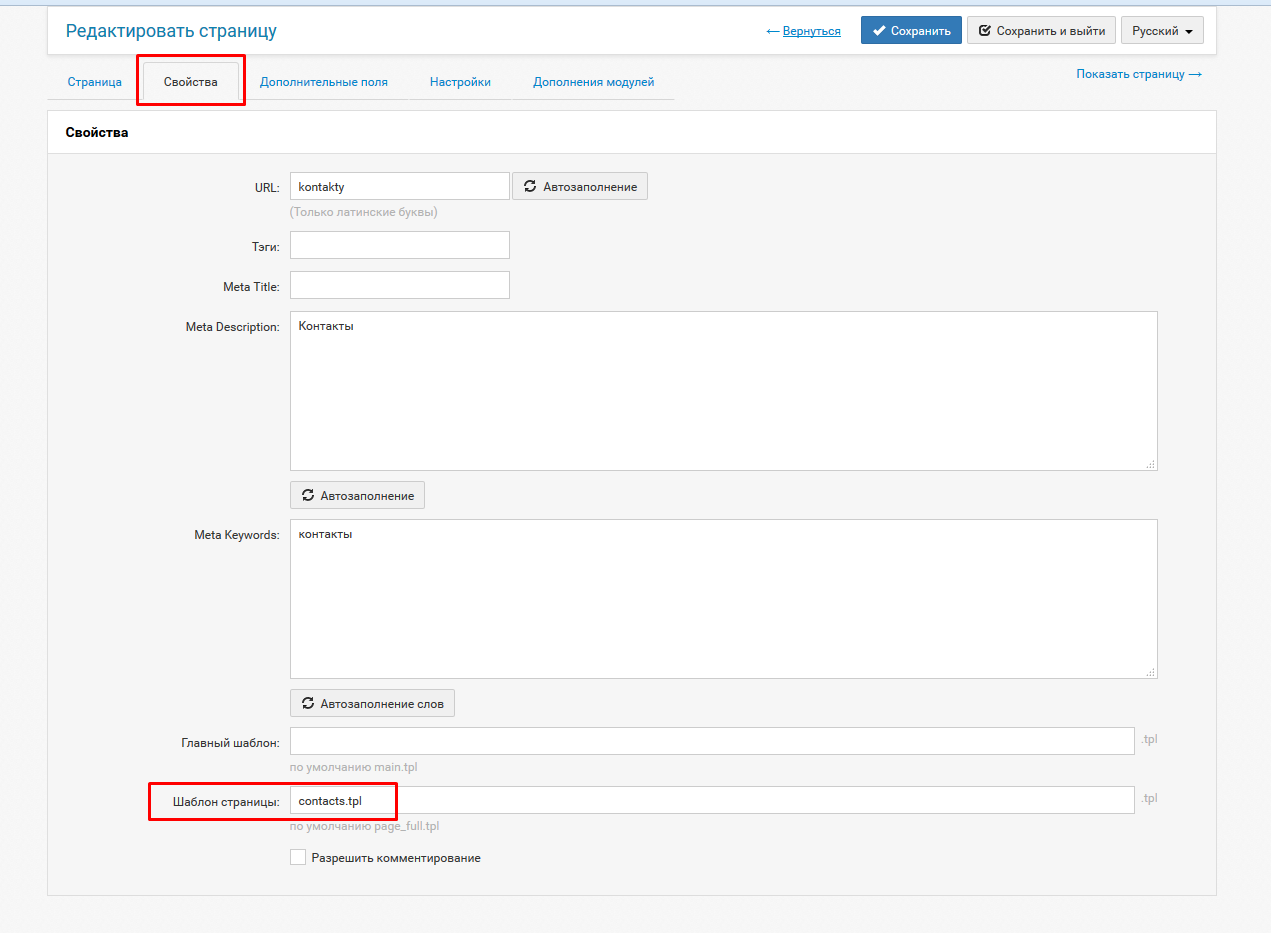 Редактировать страницу
← Вернуться
Сохранить
Сохранить и выйти
Русский
Страница
Свойства
Дополнительные поля
Настройки
Дополнения модулей
Показать страницу →
Свойства
URL: kontakty Автозаполнение
(Только латинские буквы)
Тэги:
Meta Title:
Meta Description: Контакты
Автозаполнение
Meta Keywords: контакты
Автозаполнение слов
Главный шаблон: .tpl
по умолчанию main.tpl
Шаблон страницы: contacts.tpl .tpl
по умолчанию page_full.tpl
Разрешить комментирование